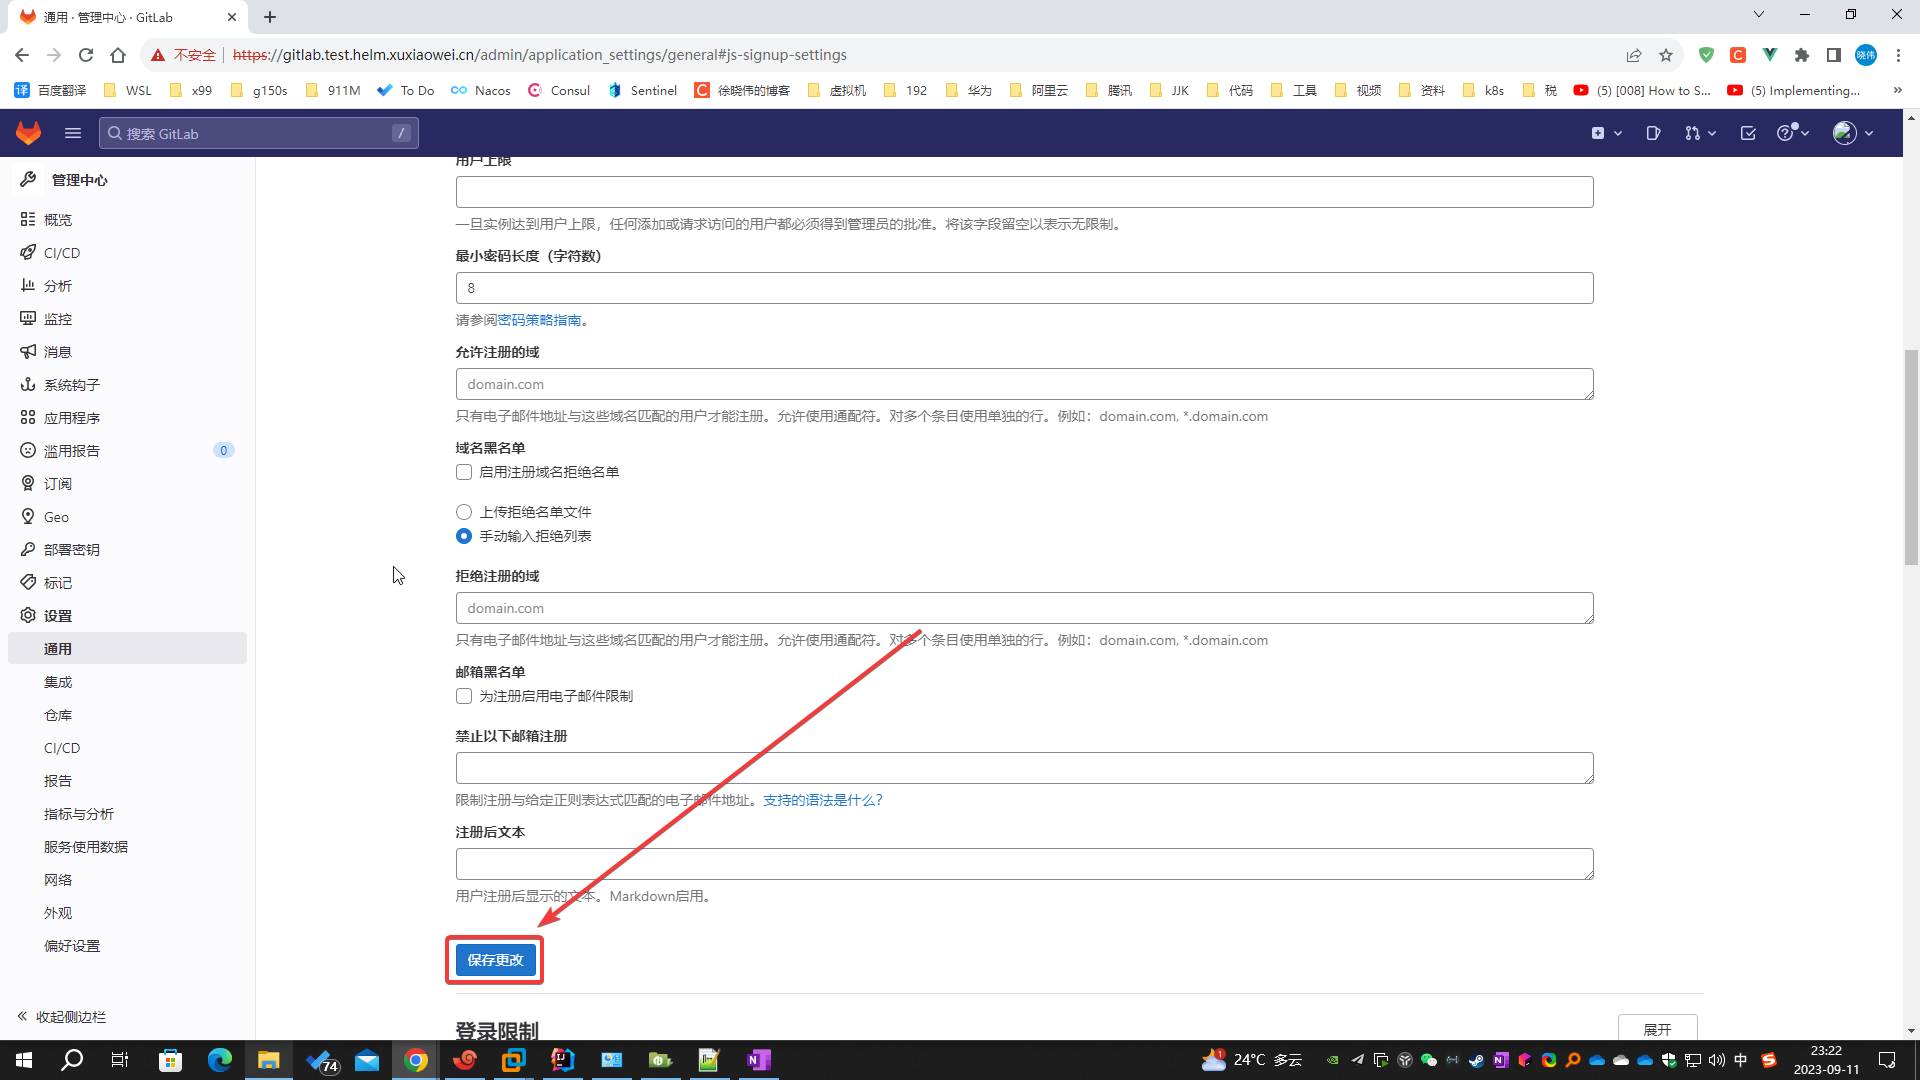 通用 · 管理中心 · GitLab
不安全
https://gitlab.test.helm.xuxiaowei.cn/admin/application_settings/general#js-signup-settings
晓伟
译 百度翻译 WSL x99 g150s 911M To Do Nacos Consul Sentinel C 徐晓伟的博客 虚拟机 192 华为 阿里云 腾讯 JJK 代码 工具 视频 资料 k8s 税 (5) [008] How to S... (5) Implementing... »
搜索 GitLab /
管理中心
概览
CI/CD
分析
监控
消息
系统钩子
应用程序
滥用报告 0
订阅
Geo
部署密钥
标记
设置
通用
集成
仓库
CI/CD
报告
指标与分析
服务使用数据
网络
外观
偏好设置
收起侧边栏
用户上限
一旦实例达到用户上限，任何添加或请求访问的用户都必须得到管理员的批准。将该字段留空以表示无限制。
最小密码长度（字符数）
8
请参阅密码策略指南。
允许注册的域
domain.com
只有电子邮件地址与这些域名匹配的用户才能注册。允许使用通配符。对多个条目使用单独的行。例如：domain.com, *.domain.com
域名黑名单
启用注册域名拒绝名单
上传拒绝名单文件
手动输入拒绝列表
拒绝注册的域
domain.com
只有电子邮件地址与这些域名匹配的用户才能注册。允许使用通配符。对多个条目使用单独的行。例如：domain.com, *.domain.com
邮箱黑名单
为注册启用电子邮件限制
禁止以下邮箱注册
限制注册与给定正则表达式匹配的电子邮件地址。支持的语法是什么？
注册后文本
用户注册后显示的文本。Markdown启用。
保存更改
登录限制
展开
74
1
24°C 多云
中
23:22
2023-09-11